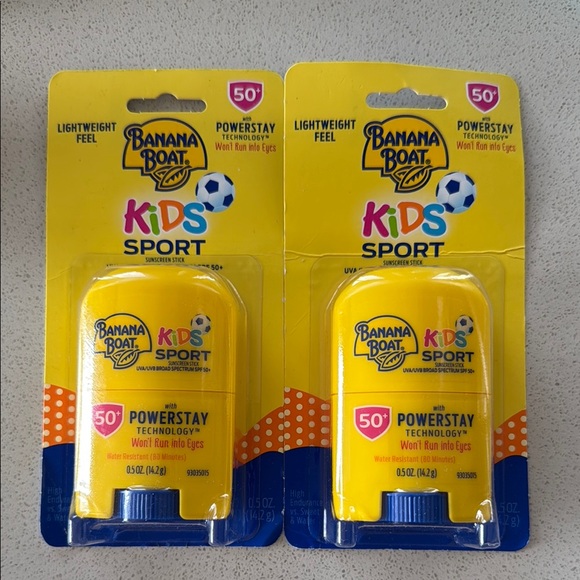 50+
LIGHTWEIGHT
FEEL
with
POWERSTAY
TECHNOLOGY™
Won't Run into Eyes
BANANA
BOAT®
KiDS
SPORT
SUNSCREEN STICK
BANANA
BOAT®
KiDS
SPORT
SUNSCREEN STICK
UVA/UVB BROAD SPECTRUM SPF 50+
50+
with
POWERSTAY
TECHNOLOGY™
Won't Run into Eyes
Water Resistant (80 Minutes)
0.5 OZ. (14.2g)
93035015
50+
LIGHTWEIGHT
FEEL
with
POWERSTAY
TECHNOLOGY™
Won't Run into Eyes
BANANA
BOAT®
KiDS
SPORT
SUNSCREEN STICK
BANANA
BOAT®
KiDS
SPORT
SUNSCREEN STICK
UVA/UVB BROAD SPECTRUM SPF 50+
50+
with
POWERSTAY
TECHNOLOGY™
Won't Run into Eyes
Water Resistant (80 Minutes)
0.5 OZ. (14.2g)
93035015